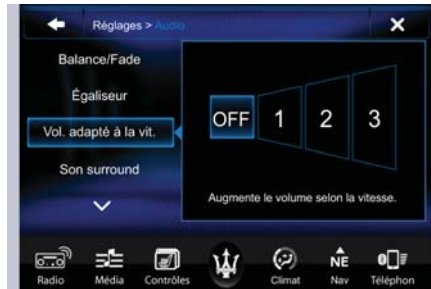 Réglages > Audio
Balance/Fade
Égaliseur
Vol. adapté à la vit.
Son surround
OFF 1 2 3
Augmente le volume selon la vitesse.
Radio Média Contrôles Climat NE Nav Téléphon